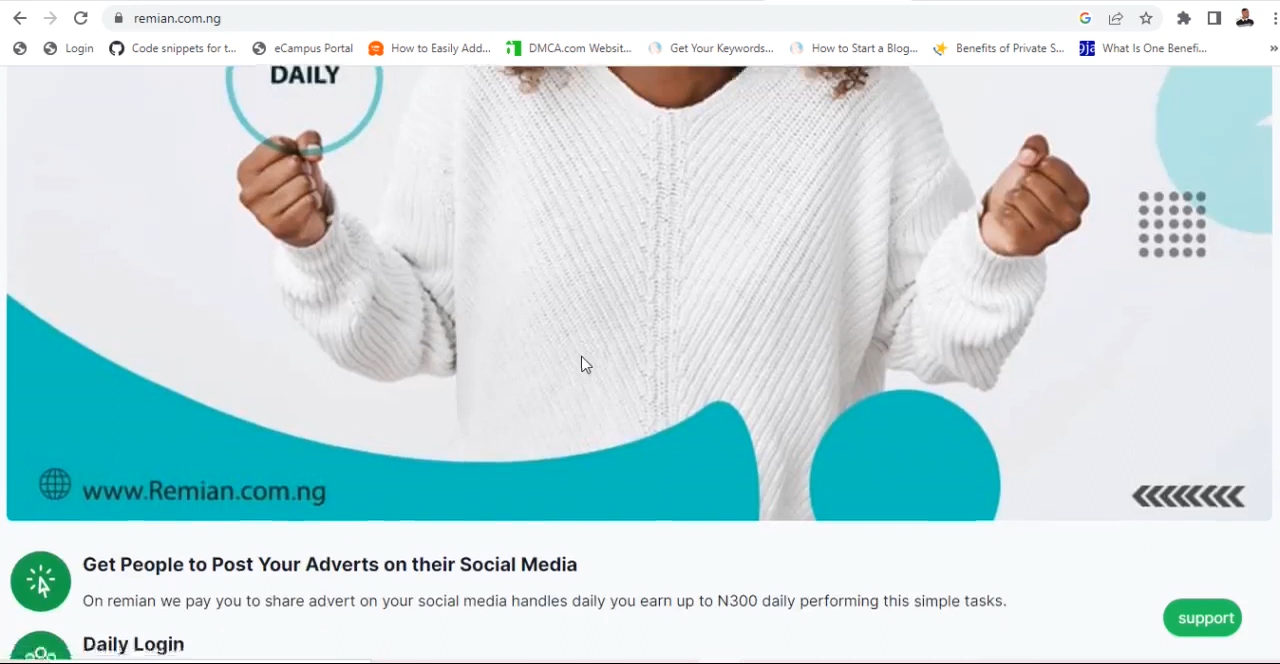 remian.com.ng
Login
Code snippets for t...
eCampus Portal
How to Easily Add...
DMCA.com Websit...
Get Your Keywords...
How to Start a Blog...
Benefits of Private S...
What Is One Benefi...
»
DAILY
www.Remian.com.ng
Get People to Post Your Adverts on their Social Media
On remian we pay you to share advert on your social media handles daily you earn up to N300 daily performing this simple tasks.
support
Daily Login